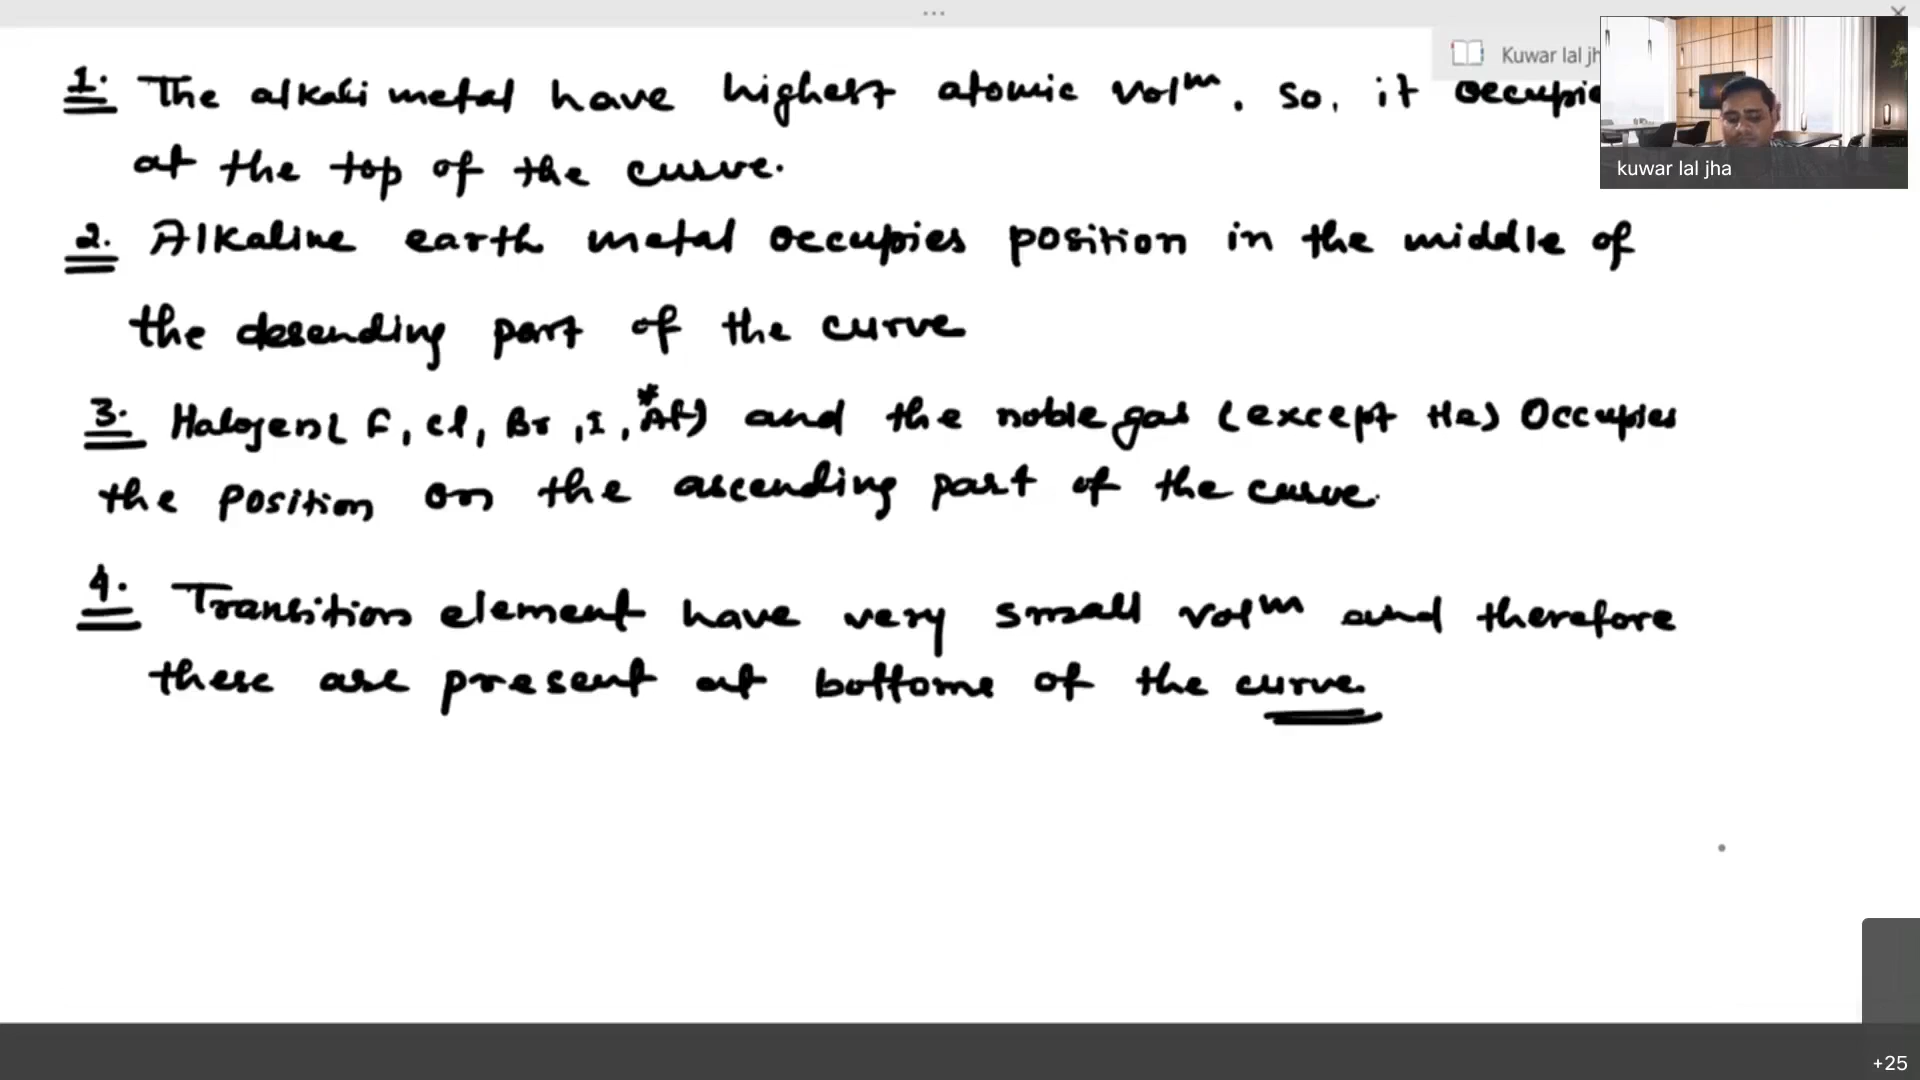 1. The alkali metal have highest atomic volm. so, it occupie
at the top of the curve.
2. Alkaline earth metal occupies position in the middle of
the desending part of the curve
3. Halogens( F, Cl, Br, I, *At) and the noble gas (except He) Occupies
the position on the ascending part of the curve.
4. Transition element have very small volm and therefore
these are present at bottome of the curve.
Kuwar lal jh
kuwar lal jha
+25